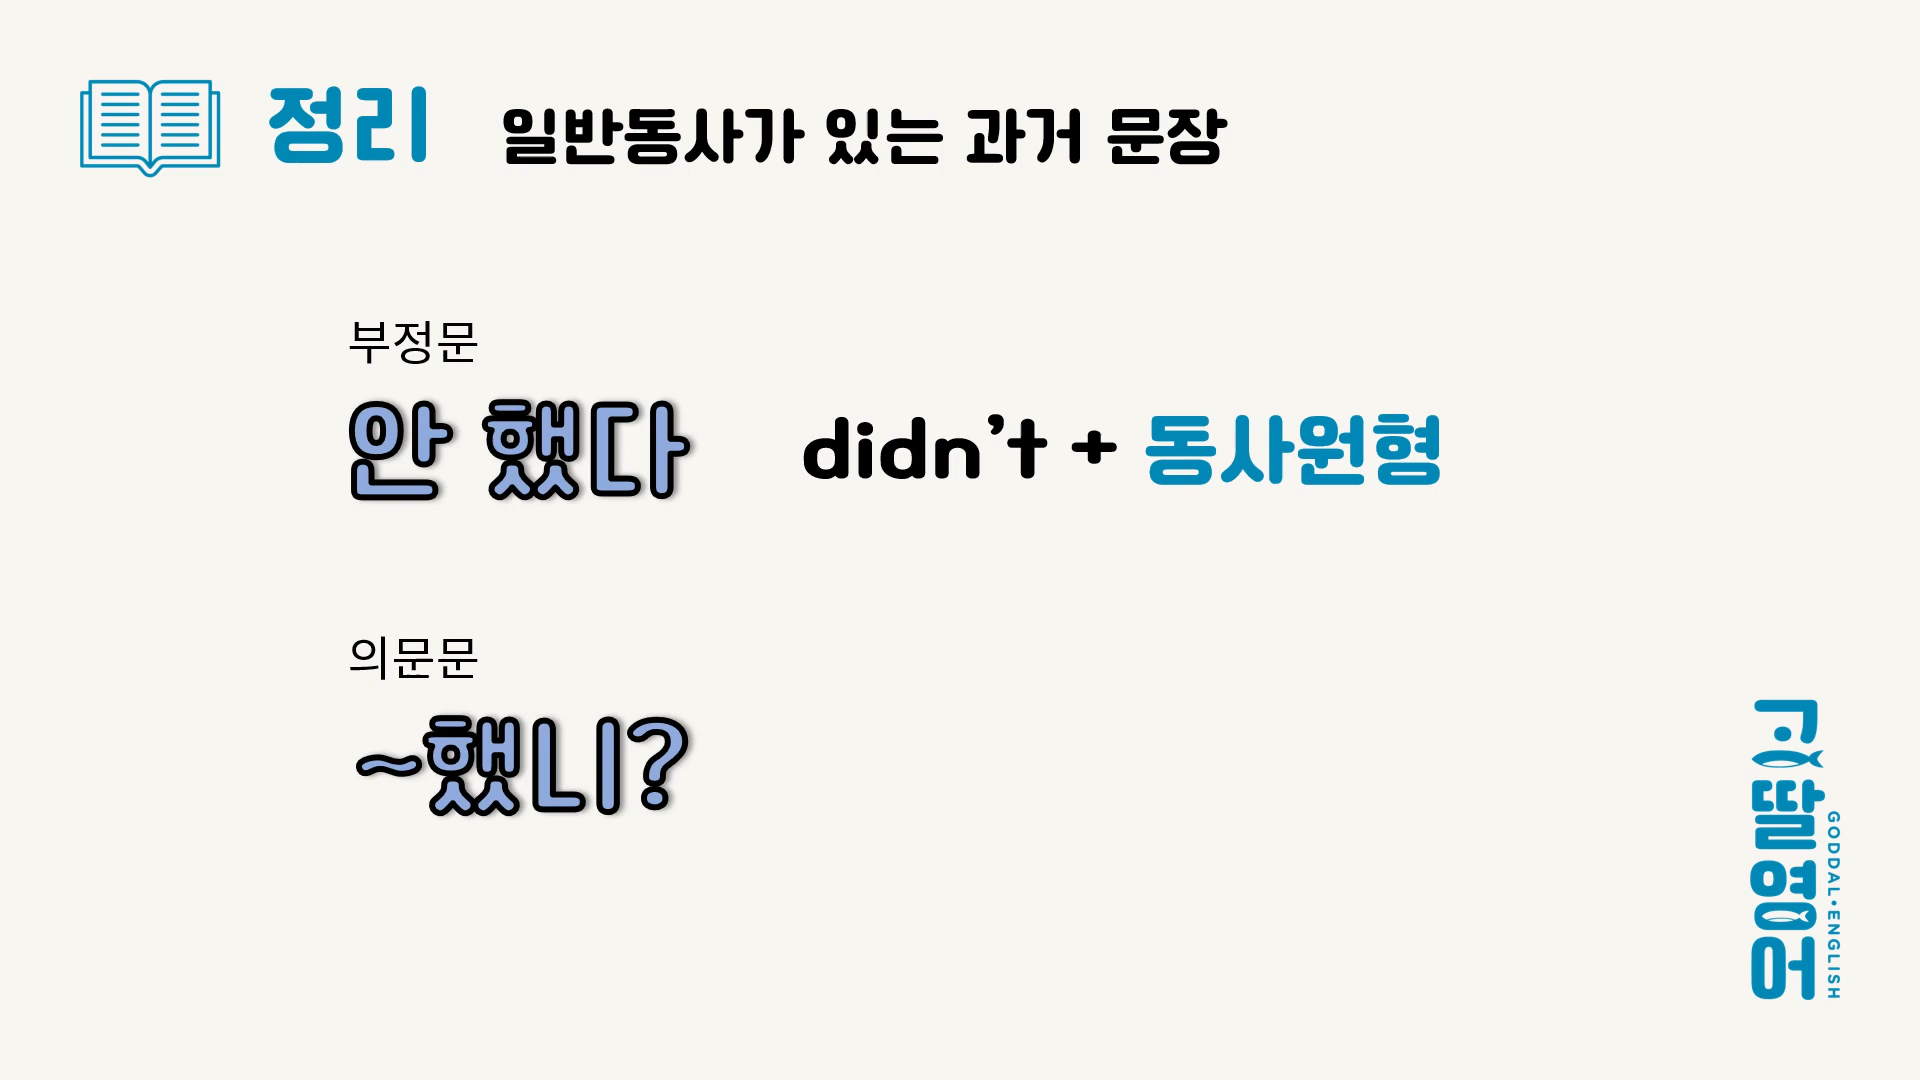 정리 일반동사가 있는 과거 문장
부정문
안 했다 didn’t + 동사원형
의문문
~했니?
갓딸영어
GODDAL•ENGLISH